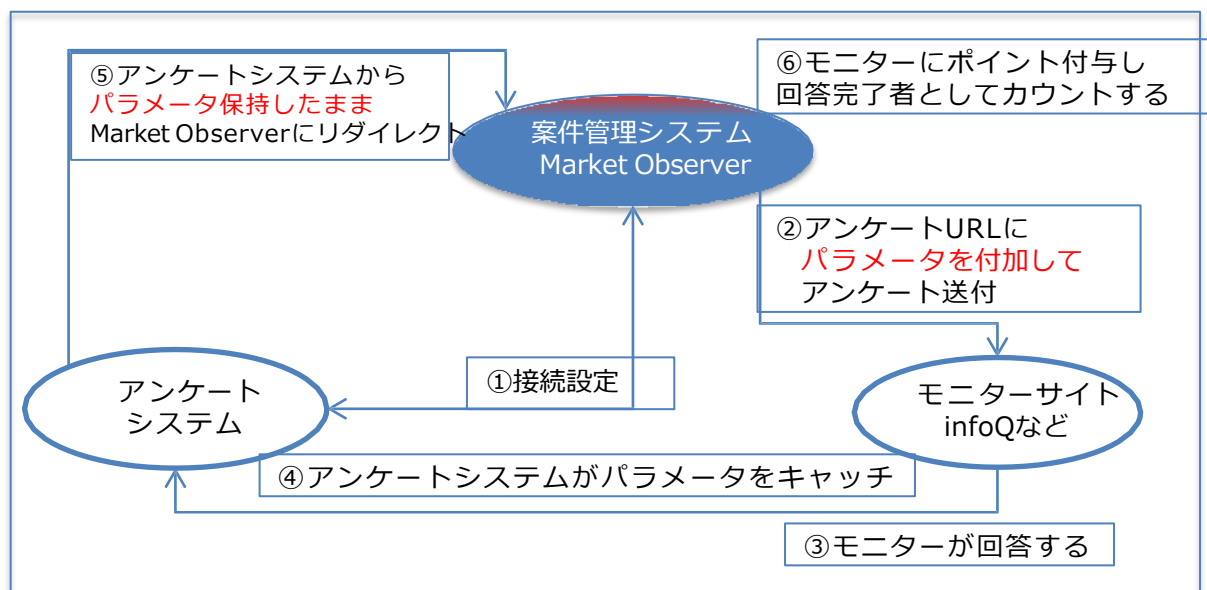 ⑤アンケートシステムから
パラメータ保持したまま
Market Observerにリダイレクト
⑥モニターにポイント付与し
回答完了者としてカウントする
案件管理システム
Market Observer
②アンケートURLに
パラメータを付加して
アンケート送付
①接続設定
アンケート
システム
モニターサイト
infoQなど
④アンケートシステムがパラメータをキャッチ
③モニターが回答する